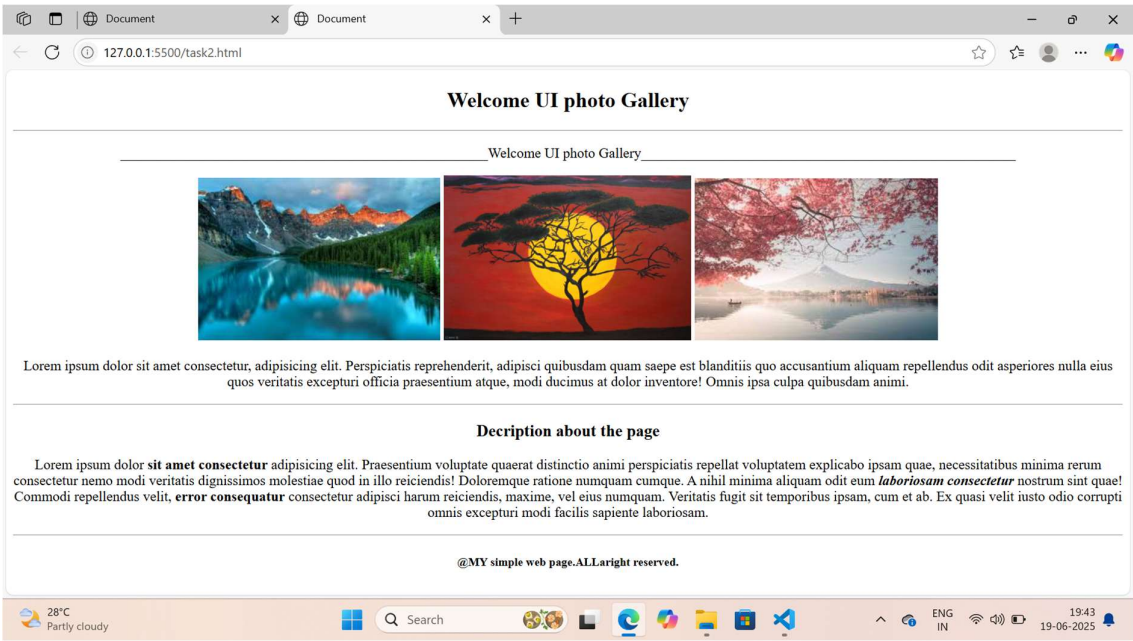 Document
Document
127.0.0.1:5500/task2.html
Welcome UI photo Gallery
Welcome UI photo Gallery
Lorem ipsum dolor sit amet consectetur, adipisicing elit. Perspiciatis reprehenderit, adipisci quibusdam quam saepe est blanditiis quo accusantium aliquam repellendus odit asperiores nulla eius
quos veritatis excepturi officia praesentium atque, modi ducimus at dolor inventore! Omnis ipsa culpa quibusdam animi.
Decription about the page
Lorem ipsum dolor sit amet consectetur adipisicing elit. Praesentium voluptate quaerat distinctio animi perspiciatis repellat voluptatem explicabo ipsam quae, necessitatibus minima rerum
consectetur nemo modi veritatis dignissimos molestiae quod in illo reiciendis! Doloremque ratione numquam cumque. A nihil minima aliquam odit eum laboriosam consectetur nostrum sint quae!
Commodi repellendus velit, error consequatur consectetur adipisci harum reiciendis, maxime, vel eius numquam. Veritatis fugit sit temporibus ipsam, cum et ab. Ex quasi velit iusto odio corrupti
omnis excepturi modi facilis sapiente laboriosam.
@MY simple web page.ALLaright reserved.
28°C
Partly cloudy
Search
ENG
IN
19:43
19-06-2025